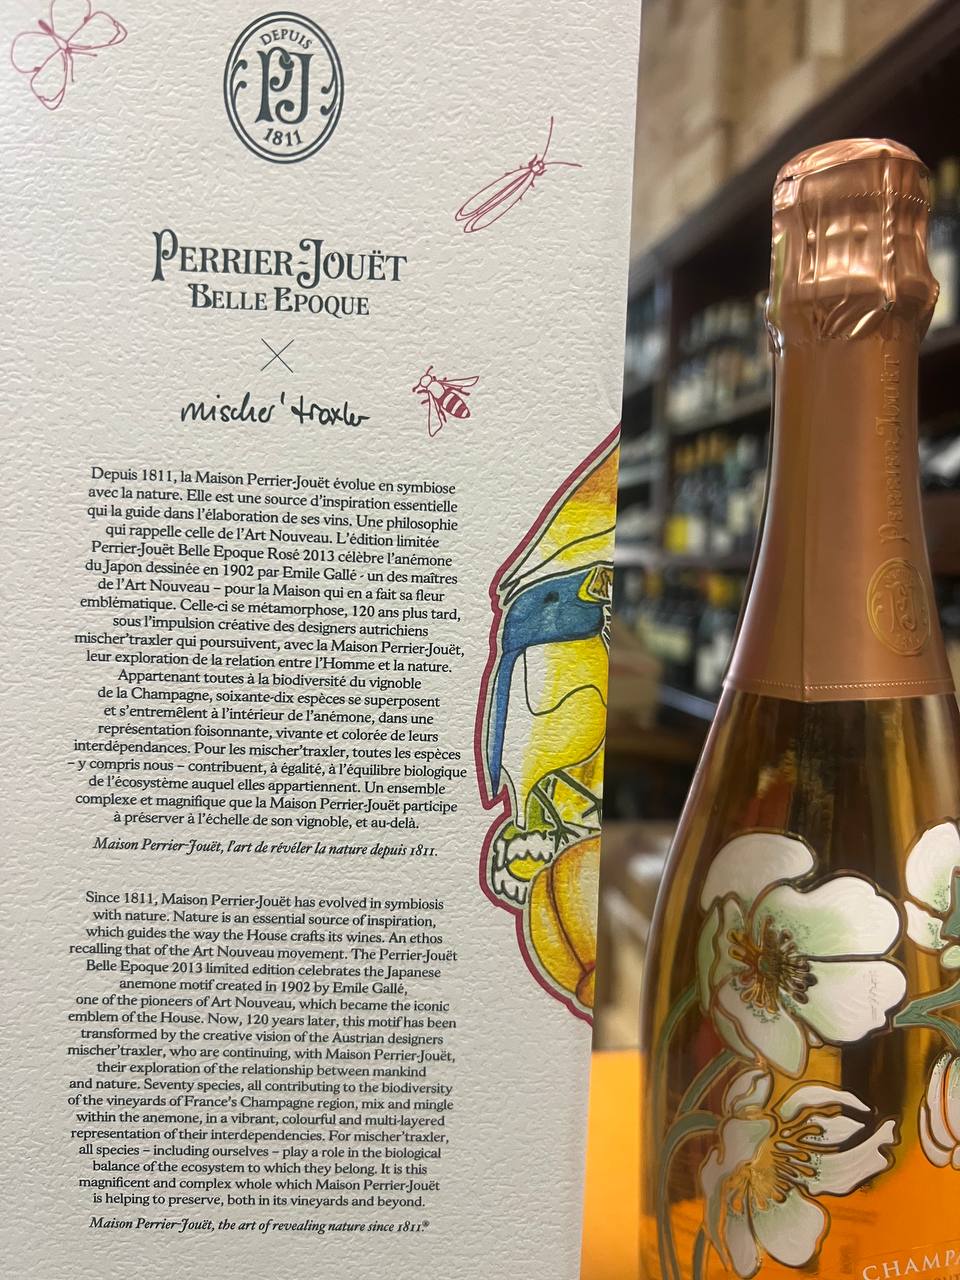 DEPUIS
PJ
1811
PERRIER-JOUËT
BELLE EPOQUE
mischer'traxler
Depuis 1811, la Maison Perrier-Jouët évolue en symbiose
avec la nature. Elle est une source d'inspiration essentielle
qui la guide dans l'élaboration de ses vins. Une philosophie
qui rappelle celle de l'Art Nouveau. L'édition limitée
Perrier-Jouët Belle Epoque Rosé 2013 célèbre l'anémone
du Japon dessinée en 1902 par Emile Gallé - un des maîtres
de l'Art Nouveau – pour la Maison qui en a fait sa fleur
emblématique. Celle-ci se métamorphose, 120 ans plus tard,
sous l'impulsion créative des designers autrichiens
mischer'traxler qui poursuivent, avec la Maison Perrier-Jouët,
leur exploration de la relation entre l'Homme et la nature.
Appartenant toutes à la biodiversité du vignoble
de la Champagne, soixante-dix espèces se superposent
et s'entremêlent à l'intérieur de l'anémone, dans une
représentation foisonnante, vivante et colorée de leurs
interdépendances. Pour les mischer'traxler, toutes les espèces
– y compris nous – contribuent, à égalité, à l'équilibre biologique
de l'écosystème auquel elles appartiennent. Un ensemble
complexe et magnifique que la Maison Perrier-Jouët participe
à préserver à l'échelle de son vignoble, et au-delà.
Maison Perrier-Jouët, l'art de révéler la nature depuis 1811.
Since 1811, Maison Perrier-Jouët has evolved in symbiosis
with nature. Nature is an essential source of inspiration,
which guides the way the House crafts its wines. An ethos
recalling that of the Art Nouveau movement. The Perrier-Jouët
Belle Epoque 2013 limited edition celebrates the Japanese
anemone motif created in 1902 by Emile Gallé,
one of the pioneers of Art Nouveau, which became the iconic
emblem of the House. Now, 120 years later, this motif has been
transformed by the creative vision of the Austrian designers
mischer'traxler, who are continuing, with Maison Perrier-Jouët,
their exploration of the relationship between mankind
and nature. Seventy species, all contributing to the biodiversity
of the vineyards of France's Champagne region, mix and mingle
within the anemone, in a vibrant, colourful and multi-layered
representation of their interdependencies. For mischer'traxler,
all species – including ourselves – play a role in the biological
balance of the ecosystem to which they belong. It is this
magnificent and complex whole which Maison Perrier-Jouët
is helping to preserve, both in its vineyards and beyond.
Maison Perrier-Jouët, the art of revealing nature since 1811.®
PERRIER-JOUËT
PJ
CHAMPA